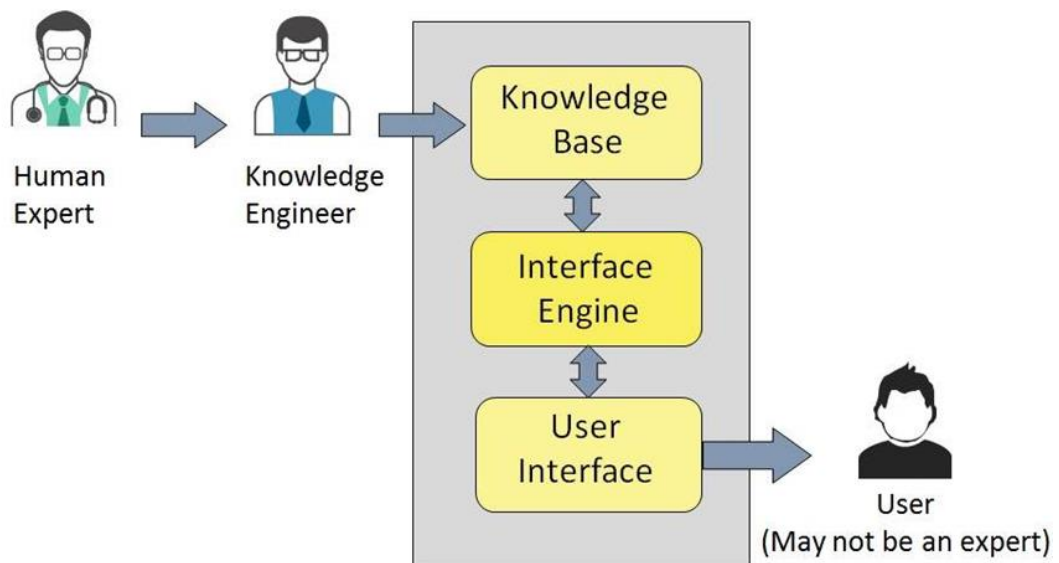 Human
Expert
Knowledge
Engineer
Knowledge
Base
Interface
Engine
User
Interface
User
(May not be an expert)